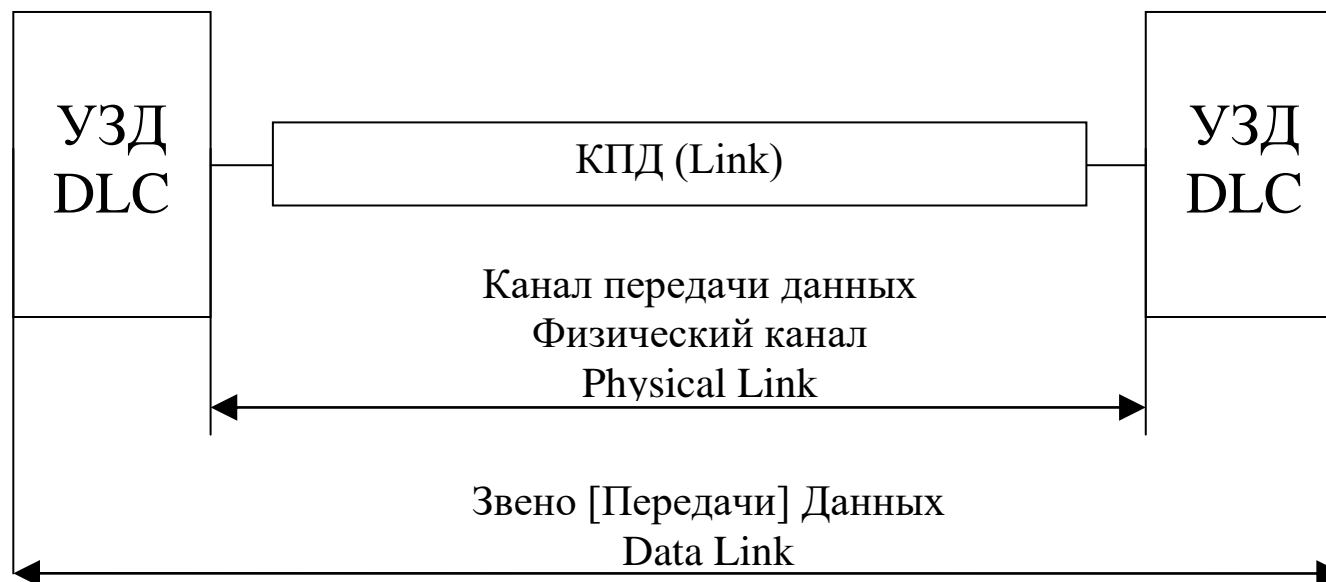 УЗД
DLC
КПД (Link)
УЗД
DLC
Канал передачи данных
Физический канал
Physical Link
Звено [Передачи] Данных
Data Link